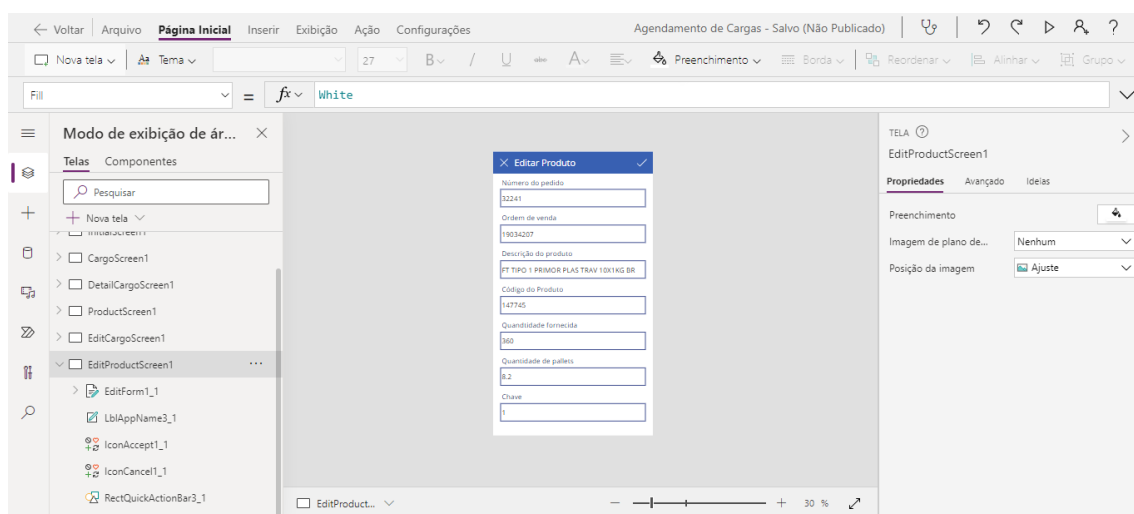 Voltar Arquivo Página Inicial Inserir Exibição Ação Configurações Agendamento de Cargas - Salvo (Não Publicado) ?
Nova tela Aa Tema 27 B / U abc A Preenchimento Borda Reordenar Alinhar Grupo
Fill = fx White
Modo de exibição de ár...
Telas Componentes
Pesquisar
Nova tela
InitialScreen1
CargoScreen1
DetailCargoScreen1
ProductScreen1
EditCargoScreen1
EditProductScreen1 ...
EditForm1_1
LblAppName3_1
IconAccept1_1
IconCancel1_1
RectQuickActionBar3_1
Editar Produto
Número do pedido
32241
Ordem de venda
19034207
Descrição do produto
FT TIPO 1 PRIMOR PLAS TRAV 10X1KG BR
Código do Produto
147745
Quandtidade fornecida
360
Quantidade de pallets
8.2
Chave
1
EditProduct... 30 %
TELA ?
EditProductScreen1
Propriedades Avançado Ideias
Preenchimento
Imagem de plano de... Nenhum
Posição da imagem Ajuste